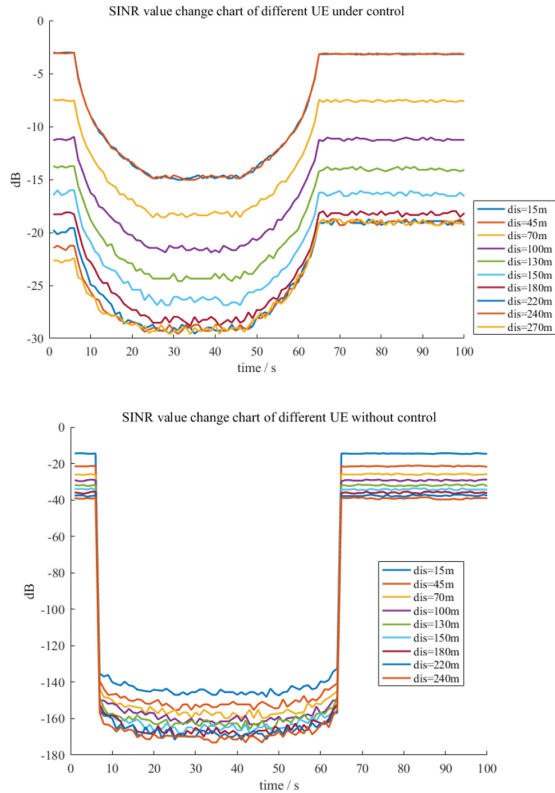 SINR value change chart of different UE under control
0
-5
-10
-15
-20
-25
-30
dB
0 10 20 30 40 50 60 70 80 90 100
time / s
dis=15m
dis=45m
dis=70m
dis=100m
dis=130m
dis=150m
dis=180m
dis=220m
dis=240m
dis=270m
SINR value change chart of different UE without control
0
-20
-40
-60
-80
-100
-120
-140
-160
-180
dB
0 10 20 30 40 50 60 70 80 90 100
time / s
dis=15m
dis=45m
dis=70m
dis=100m
dis=130m
dis=150m
dis=180m
dis=220m
dis=240m